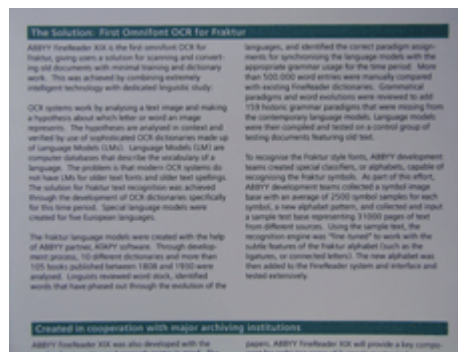 The Solution: First Omnifont OCR for Fraktur
ABBYY FineReader XIX is the first omnifont OCR for
Fraktur, giving users a solution for scanning and convert-
ing old documents with minimal training and dictionary
work. This was achieved by combining extremely
intelligent technology with dedicated linguistic study:
OCR systems work by analysing a text image and making
a hypothesis about which letter or word an image
represents. The hypotheses are analysed in context and
verified by use of sophisticated OCR dictionaries made up
of Language Models (LMs). Language Models (LM) are
computer databases that describe the vocabulary of a
language. The problem is that modern OCR systems do
not have LMs for older text fonts and older text spellings.
The solution for Fraktur text recognition was achieved
through the development of OCR dictionaries specifically
for this time period. Special language models were
created for five European languages.
The Fraktur language models were created with the help
of ABBYY partner, ATAPY software. Through develop-
ment process, 10 different dictionaries and more than
105 books published between 1808 and 1930 were
analysed. Linguists reviewed word stock, identified
words that have phased out through the evolution of the
languages, and identified the correct paradigm assign-
ments for synchronising the language models with the
appropriate grammar usage for the time period. More
than 500.000 word entries were manually compared
with existing FineReader dictionaries. Grammatical
paradigms and word evolutions were reviewed to add
159 historic grammar paradigms that were missing from
the contemporary language models. Language models
were then compiled and tested on a control group of
testing documents featuring old text.
To recognise the Fraktur style fonts, ABBYY development
teams created special classifiers, or alphabets, capable of
recognising the Fraktur symbols. As part of this effort,
ABBYY development teams collected a symbol image
base with an average of 2500 symbol samples for each
symbol, a new alphabet pattern, and collected and input
a sample text base representing 31000 pages of text
from different sources. Using the sample text, the
recognition engine was "fine tuned" to work with the
subtle features of the Fraktur alphabet (such as the
ligatures, or connected letters). The new alphabet was
then added to the FineReader system and interface and
tested extensively.
Created in cooperation with major archiving institutions
ABBYY FineReader XIX was also developed with the
papers. ABBYY FineReader XIX will provide a key compo-